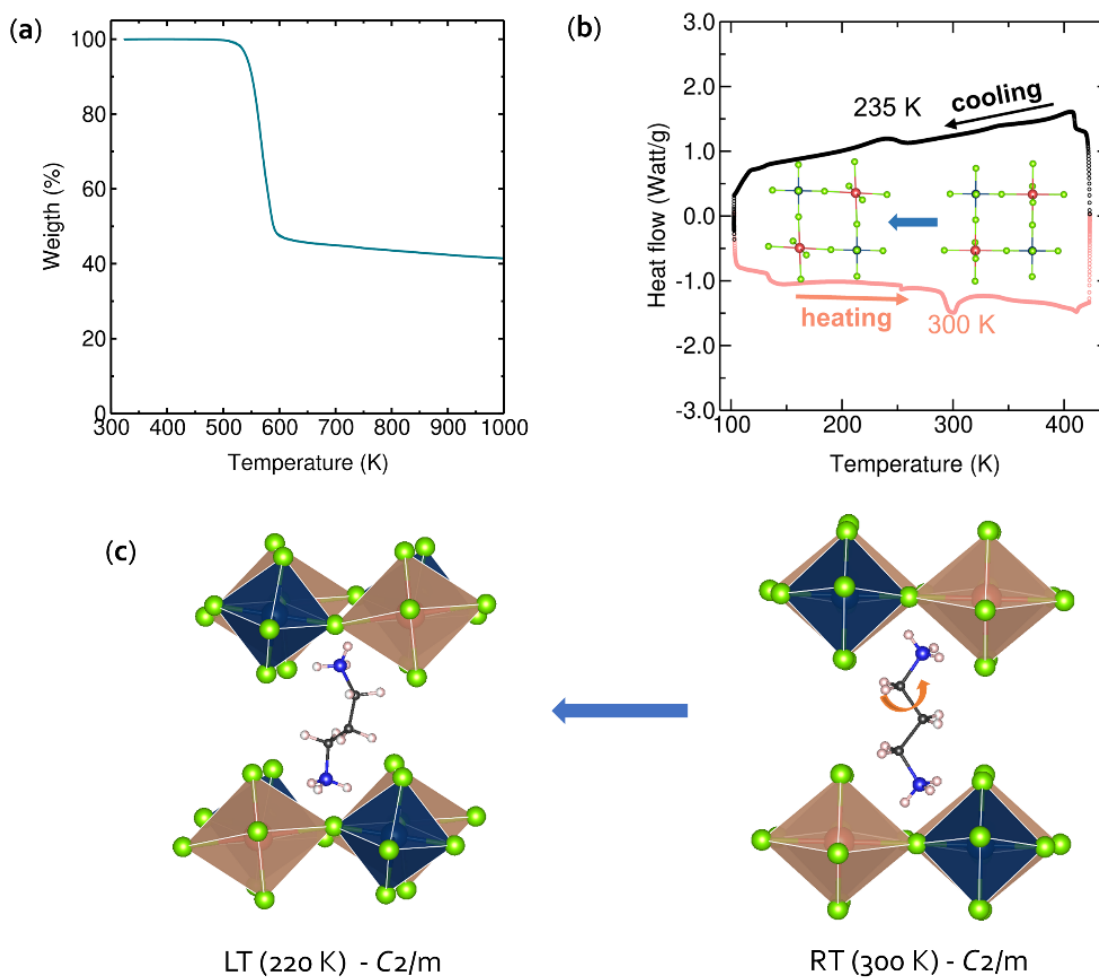 (a)
100
80
60
40
20
0
Weigth (%)
300 400 500 600 700 800 900 1000
Temperature (K)
(b)
3.0
2.0
1.0
0.0
-1.0
-2.0
-3.0
Heat flow (Watt/g)
235 K
cooling
heating
300 K
100 200 300 400
Temperature (K)
(c)
LT (220 K) - C2/m
RT (300 K) - C2/m